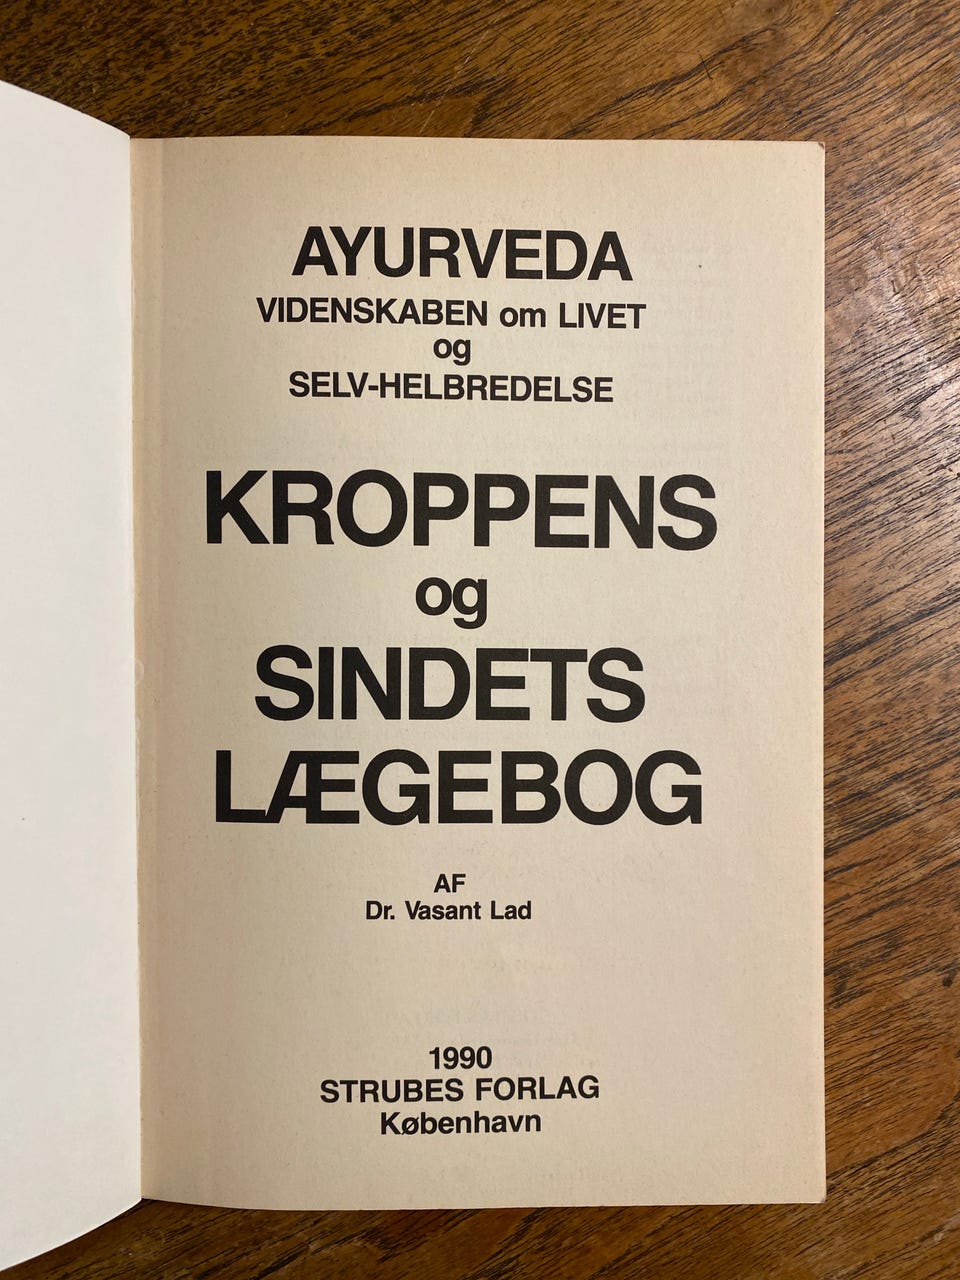 AYURVEDA
VIDENSKABEN om LIVET
og
SELV-HELBREDELSE
KROPPENS
og
SINDETS
LÆGEBOG
AF
Dr. Vasant Lad
1990
STRUBES FORLAG
København